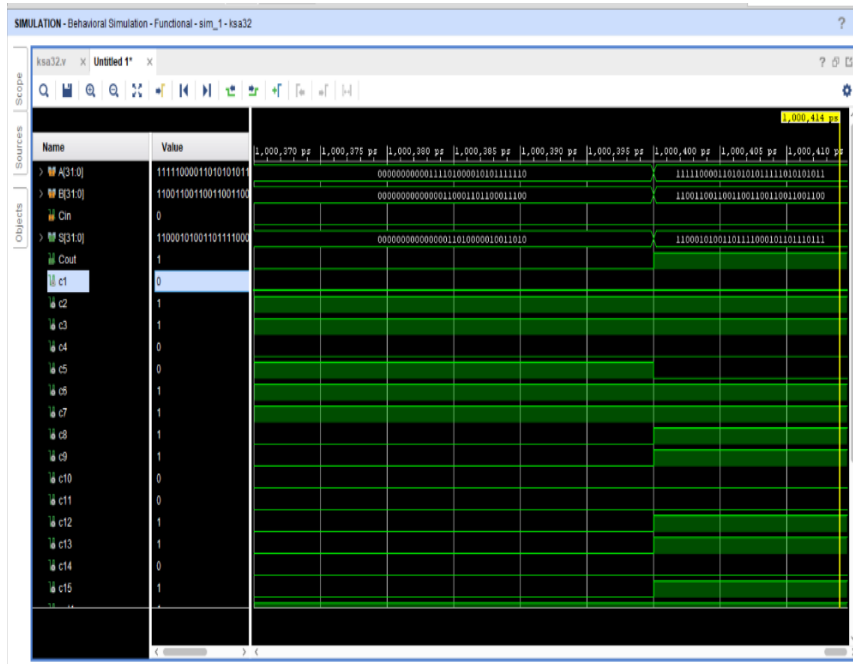 SIMULATION - Behavioral Simulation - Functional - sim_1 - ksa32
?
ksa32.v × Untitled 1* ×
?
Scope
Sources
Objects
1,000,414 ps
Name Value
1,000,370 ps 1,000,375 ps 1,000,380 ps 1,000,385 ps 1,000,390 ps 1,000,395 ps 1,000,400 ps 1,000,405 ps 1,000,410 ps
A[31:0] 11111000011010101011 11111000011010101011111010101011
B[31:0] 11001100110011001100 11001100110011001100110011001100
Cin 0
S[31:0] 11000101001101111000 11000101001101111000101101110111
Cout 1
c1 0
c2 1
c3 1
c4 0
c5 0
c6 1
c7 1
c8 1
c9 1
c10 0
c11 0
c12 1
c13 1
c14 0
c15 1